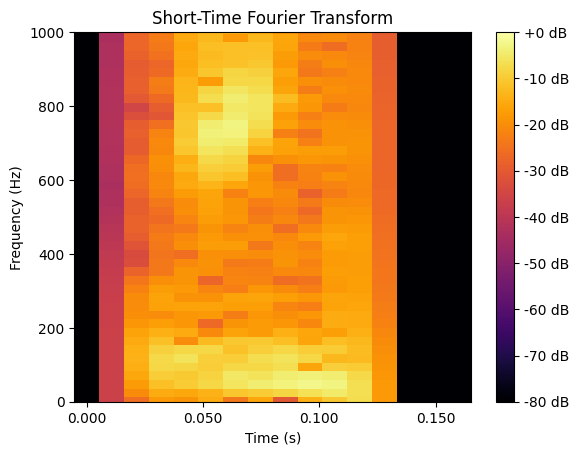 Short-Time Fourier Transform
1000
800
600
400
200
0
Frequency (Hz)
0.000
0.050
0.100
0.150
Time (s)
+0 dB
-10 dB
-20 dB
-30 dB
-40 dB
-50 dB
-60 dB
-70 dB
-80 dB